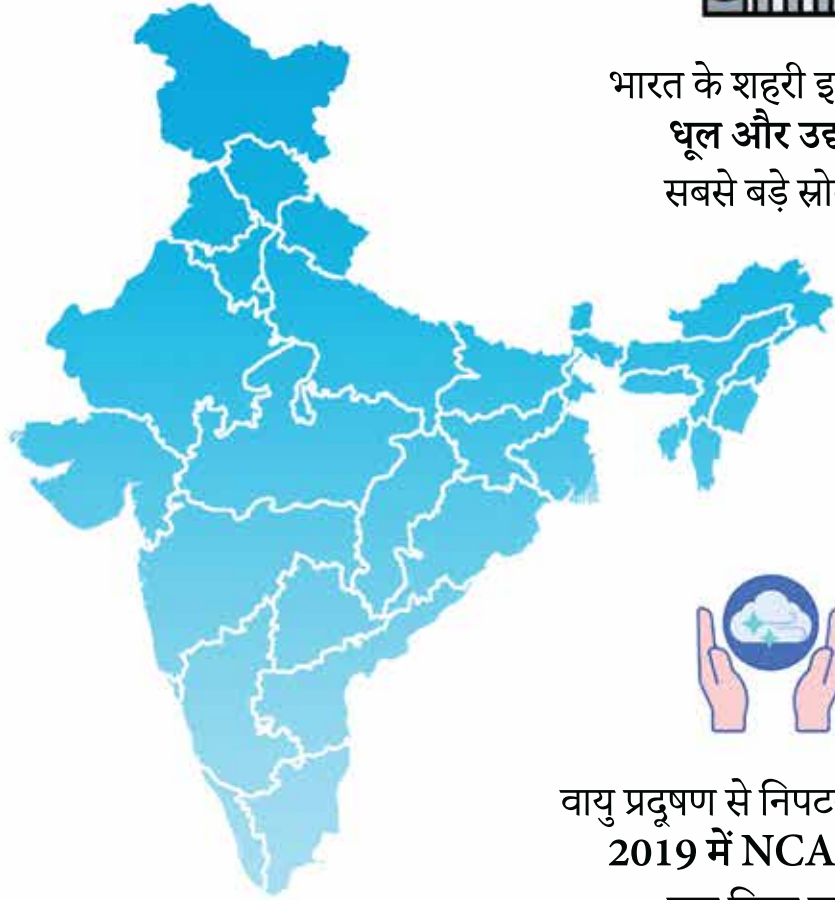 भारत के शहरी इ
धूल और उद्य
सबसे बड़े स्रो
वायु प्रदूषण से निपट
2019 में NCA